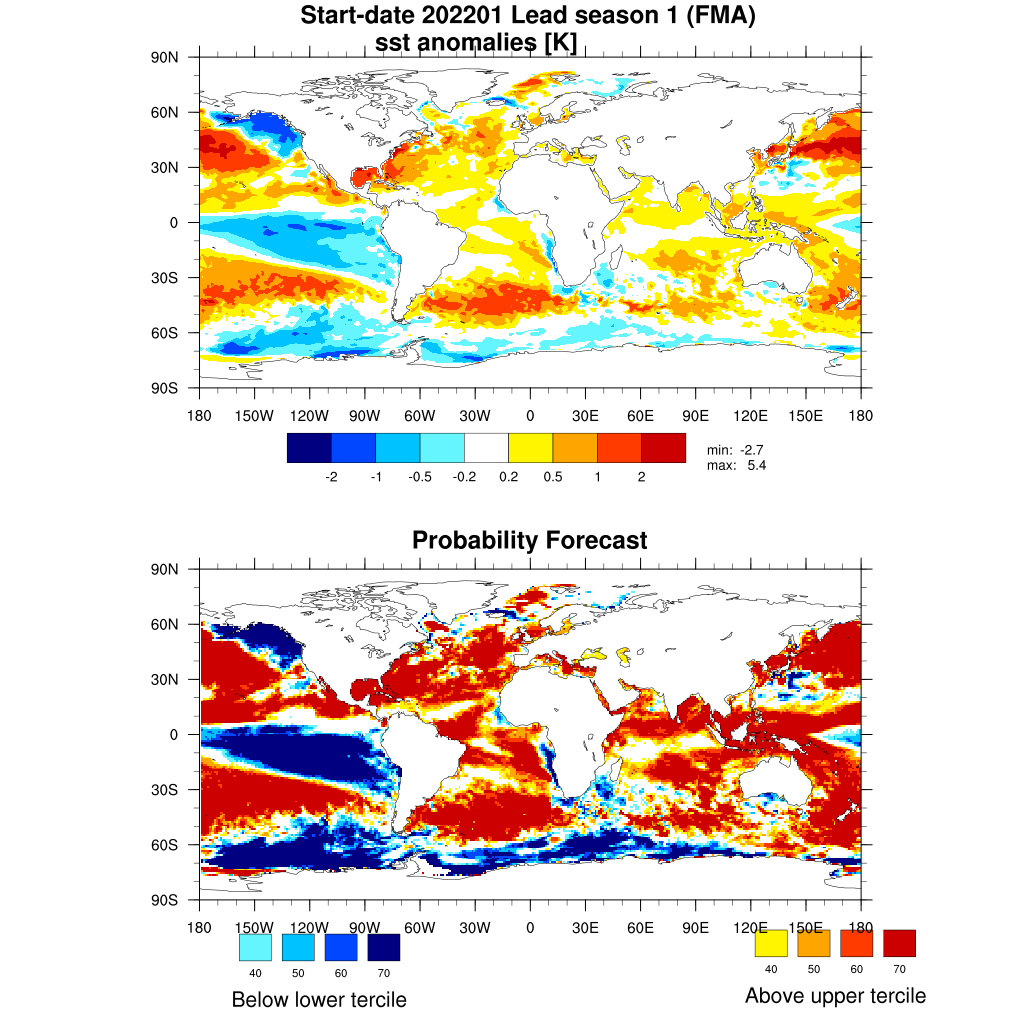 Start-date 202201 Lead season 1 (FMA)
sst anomalies [K]
90N
60N
30N
0
30S
60S
90S
180 150W 120W 90W 60W 30W 0 30E 60E 90E 120E 150E 180
-2 -1 -0.5 -0.2 0.2 0.5 1 2
min: -2.7
max: 5.4
Probability Forecast
90N
60N
30N
0
30S
60S
90S
180 150W 120W 90W 60W 30W 0 30E 60E 90E 120E 150E 180
40 50 60 70
Below lower tercile
40 50 60 70
Above upper tercile